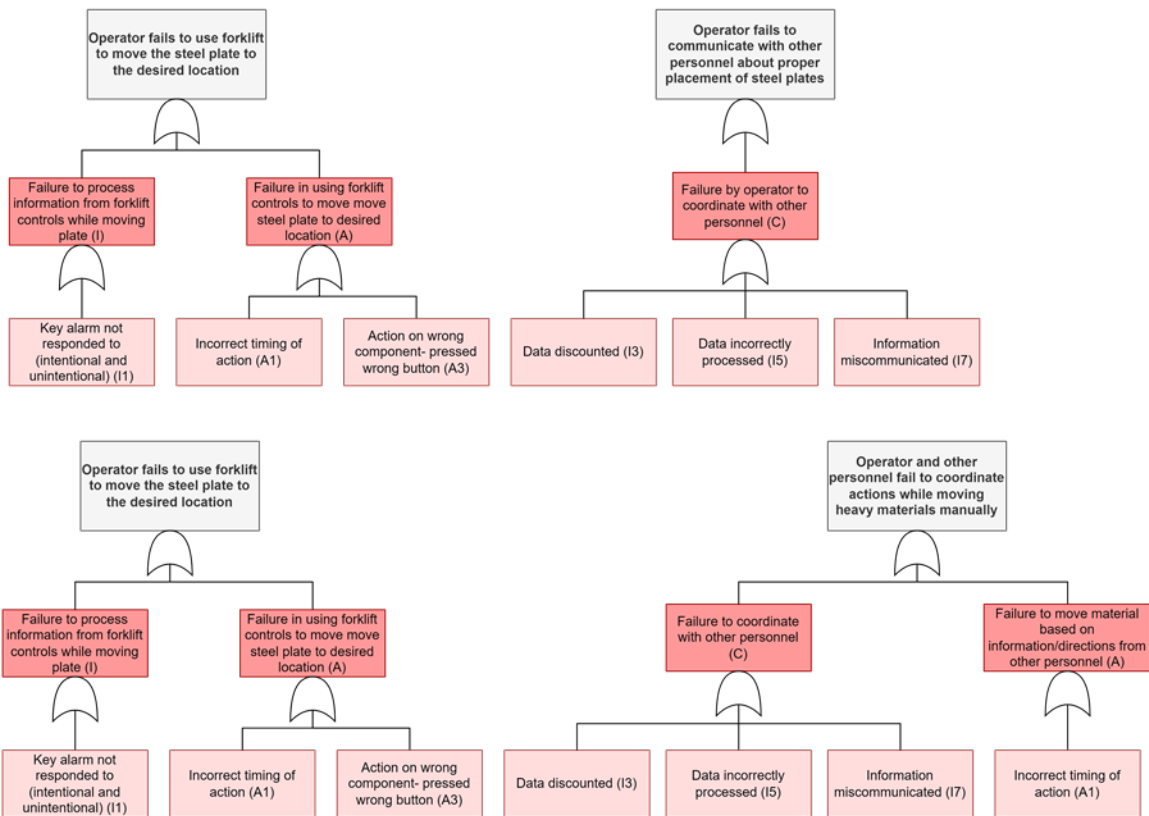 Operator fails to use forklift
to move the steel plate to
the desired location
Operator fails to
communicate with other
personnel about proper
placement of steel plates
Failure to process
information from forklift
controls while moving
plate (I)
Failure in using forklift
controls to move move
steel plate to desired
location (A)
Failure by operator to
coordinate with other
personnel (C)
Key alarm not
responded to
(intentional and
unintentional) (I1)
Incorrect timing of
action (A1)
Action on wrong
component- pressed
wrong button (A3)
Data discounted (I3)
Data incorrectly
processed (I5)
Information
miscommunicated (I7)
Operator fails to use forklift
to move the steel plate to
the desired location
Operator and other
personnel fail to coordinate
actions while moving
heavy materials manually
Failure to process
information from forklift
controls while moving
plate (I)
Failure in using forklift
controls to move move
steel plate to desired
location (A)
Failure to coordinate
with other personnel
(C)
Failure to move material
based on
information/directions from
other personnel (A)
Key alarm not
responded to
(intentional and
unintentional) (I1)
Incorrect timing of
action (A1)
Action on wrong
component- pressed
wrong button (A3)
Data discounted (I3)
Data incorrectly
processed (I5)
Information
miscommunicated (I7)
Incorrect timing of
action (A1)